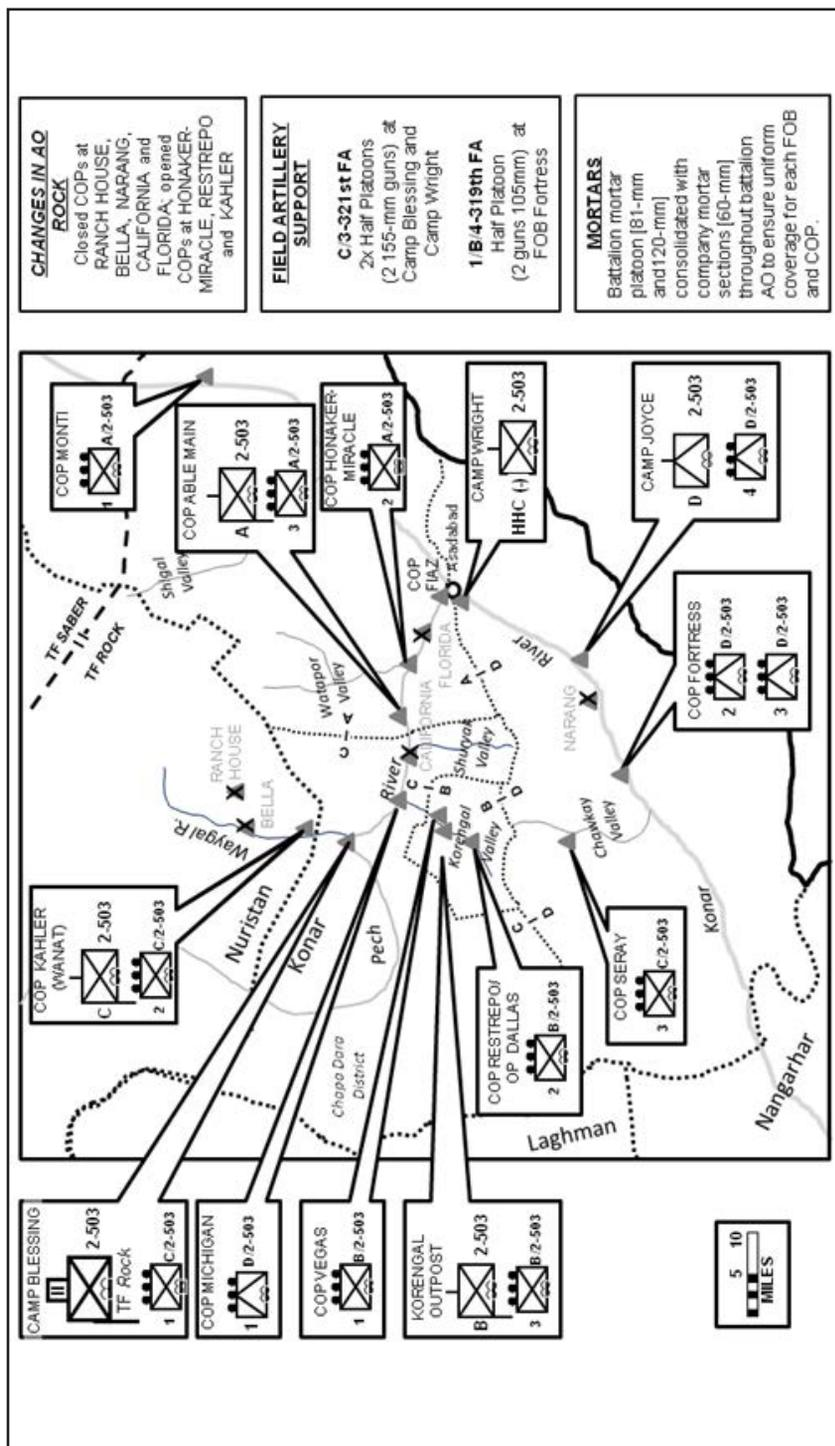 CAMP BLESSING
2-503
TF Rock
1
C/2-503
COP MICHIGAN
1
D/2-503
COP VEGAS
1
B/2-503
KORENGAL
OUTPOST
B
2-503
3
B/2-503
5 10
MILES
COP KAHLER
(WANAT)
C
2-503
2
C/2-503
COP MONTI
1
A/2-503
COP ABLE MAIN
A
2-503
3
A/2-503
COP HONAKER-
MIRACLE
2
A/2-503
CAMP WRIGHT
HHC (-)
2-503
CAMP JOYCE
D
2-503
4
D/2-503
COP FORTRESS
2
D/2-503
3
D/2-503
COP SERAY
3
C/2-503
COP RESTREPO/
OP DALLAS
2
B/2-503
TF SABER
II
TF ROCK
Shigal
Valley
RANCH
HOUSE
BELLA
Waygal R.
Nuristan
Konar
Pech
River
Watapor
Valley
C
A
CALIFORNIA
FLORIDA
COP
FIAZ
Asadabad
A
D
Shuryak
Valley
C
B
Korengal
Valley
B
D
C
D
Chapa Dara
District
River
NARANG
Chawkay
Valley
Konar
Laghman
Nangarhar
CHANGES IN AO
ROCK
Closed COPs at
RANCH HOUSE,
BELLA, NARANG,
CALIFORNIA and
FLORIDA; opened
COPs at HONAKER-
MIRACLE, RESTREPO
and KAHLER
FIELD ARTILLERY
SUPPORT
C/3-321st FA
2x Half Platoons
(2 155-mm guns) at
Camp Blessing and
Camp Wright
1/B/4-319th FA
Half Platoon
(2 guns 105mm) at
FOB Fortress
MORTARS
Battalion mortar
platoon [81-mm
and120-mm]
consolidated with
company mortar
sections [60-mm]
throughout battalion
AO to ensure uniform
coverage for each FOB
and COP.